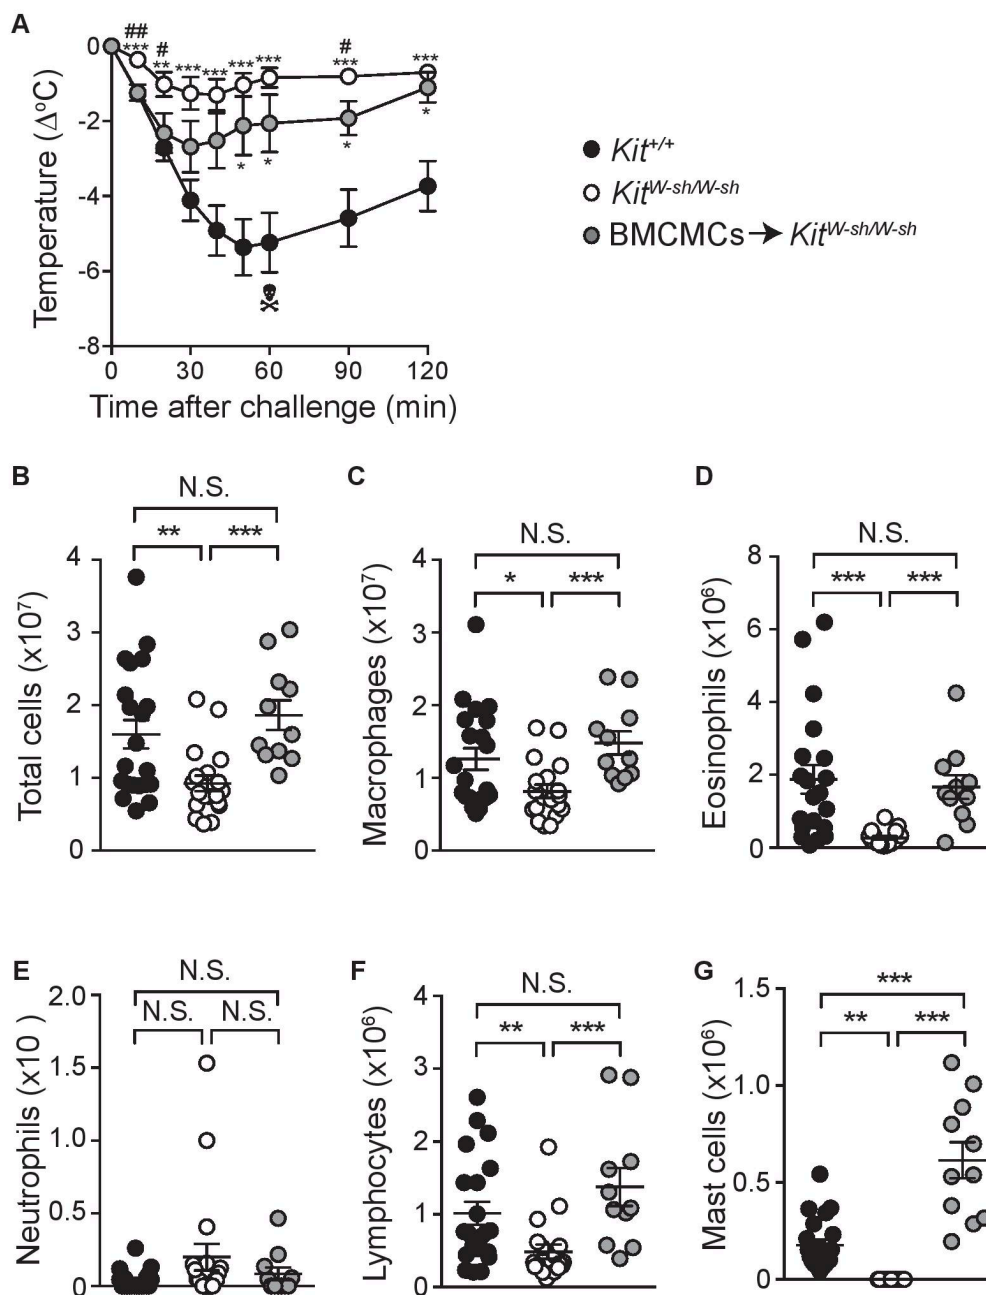 A
Temperature (Δ°C)
0
-2
-4
-6
-8
## # #
*** ** *** *** *** *** *** ***
* * * *
0 30 60 90 120
Time after challenge (min)
Kit+/+
KitW-sh/W-sh
BMCMCs → KitW-sh/W-sh
B
N.S.
** ***
Total cells (x10⁷)
4
3
2
1
0
C
N.S.
* ***
Macrophages (x10⁷)
4
3
2
1
0
D
N.S.
*** ***
Eosinophils (x10⁶)
8
6
4
2
0
E
N.S.
N.S. N.S.
Neutrophils (x10 )
2.0
1.5
1.0
0.5
0
F
N.S.
** ***
Lymphocytes (x10⁶)
4
3
2
1
0
G
***
** ***
Mast cells (x10⁶)
1.5
1.0
0.5
0